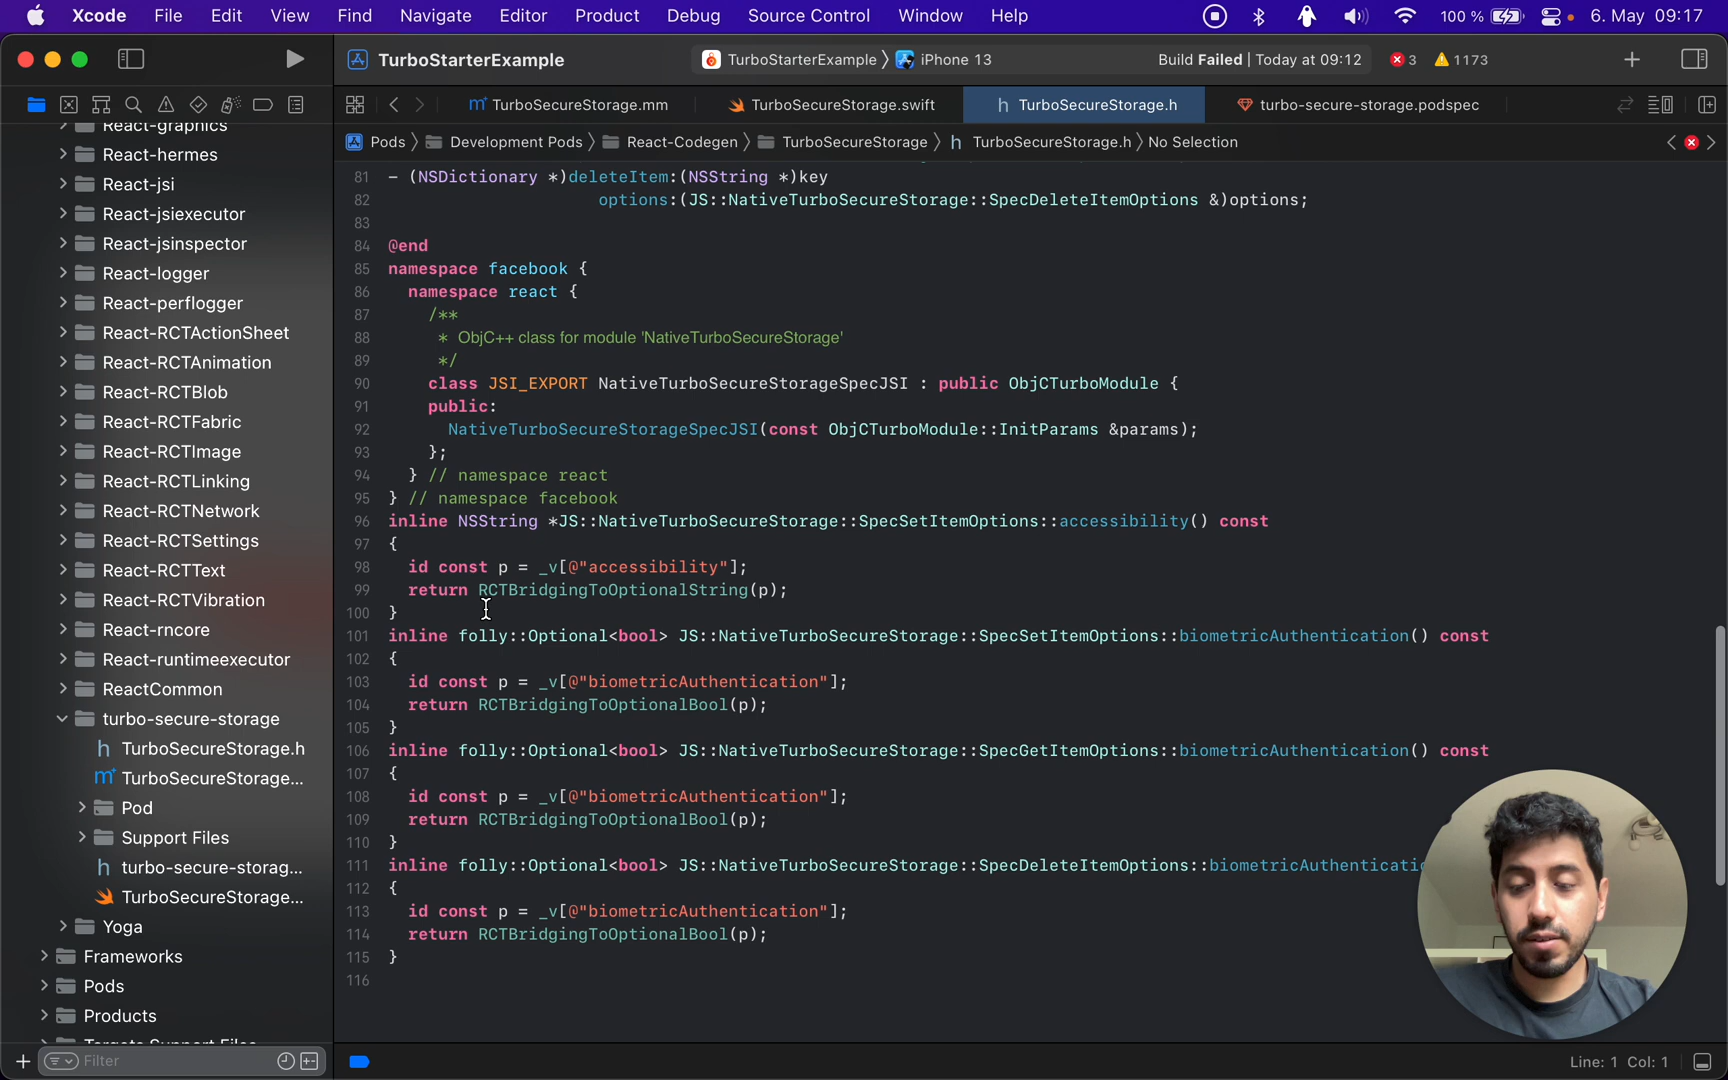 Xcode File Edit View Find Navigate Editor Product Debug Source Control Window Help 100 % 6. May 09:17
TurboStarterExample TurboStarterExample iPhone 13 Build Failed | Today at 09:12 3 1173
TurboSecureStorage.mm TurboSecureStorage.swift TurboSecureStorage.h turbo-secure-storage.podspec
Pods Development Pods React-Codegen TurboSecureStorage TurboSecureStorage.h No Selection
React-graphics
React-hermes
React-jsi
React-jsiexecutor
React-jsinspector
React-logger
React-perflogger
React-RCTActionSheet
React-RCTAnimation
React-RCTBlob
React-RCTFabric
React-RCTImage
React-RCTLinking
React-RCTNetwork
React-RCTSettings
React-RCTText
React-RCTVibration
React-rncore
React-runtimeexecutor
ReactCommon
turbo-secure-storage
TurboSecureStorage.h
TurboSecureStorage...
Pod
Support Files
turbo-secure-storag...
TurboSecureStorage...
Yoga
Frameworks
Pods
Products
Filter
81 - (NSDictionary *)deleteItem:(NSString *)key
82 options:(JS::NativeTurboSecureStorage::SpecDeleteItemOptions &)options;
83
84 @end
85 namespace facebook {
86 namespace react {
87 /**
88 * ObjC++ class for module 'NativeTurboSecureStorage'
89 */
90 class JSI_EXPORT NativeTurboSecureStorageSpecJSI : public ObjCTurboModule {
91 public:
92 NativeTurboSecureStorageSpecJSI(const ObjCTurboModule::InitParams &params);
93 };
94 } // namespace react
95 } // namespace facebook
96 inline NSString *JS::NativeTurboSecureStorage::SpecSetItemOptions::accessibility() const
97 {
98 id const p = _v[@"accessibility"];
99 return RCTBridgingToOptionalString(p);
100 }
101 inline folly::Optional<bool> JS::NativeTurboSecureStorage::SpecSetItemOptions::biometricAuthentication() const
102 {
103 id const p = _v[@"biometricAuthentication"];
104 return RCTBridgingToOptionalBool(p);
105 }
106 inline folly::Optional<bool> JS::NativeTurboSecureStorage::SpecGetItemOptions::biometricAuthentication() const
107 {
108 id const p = _v[@"biometricAuthentication"];
109 return RCTBridgingToOptionalBool(p);
110 }
111 inline folly::Optional<bool> JS::NativeTurboSecureStorage::SpecDeleteItemOptions::biometricAuthenticatio
112 {
113 id const p = _v[@"biometricAuthentication"];
114 return RCTBridgingToOptionalBool(p);
115 }
116
Line: 1 Col: 1